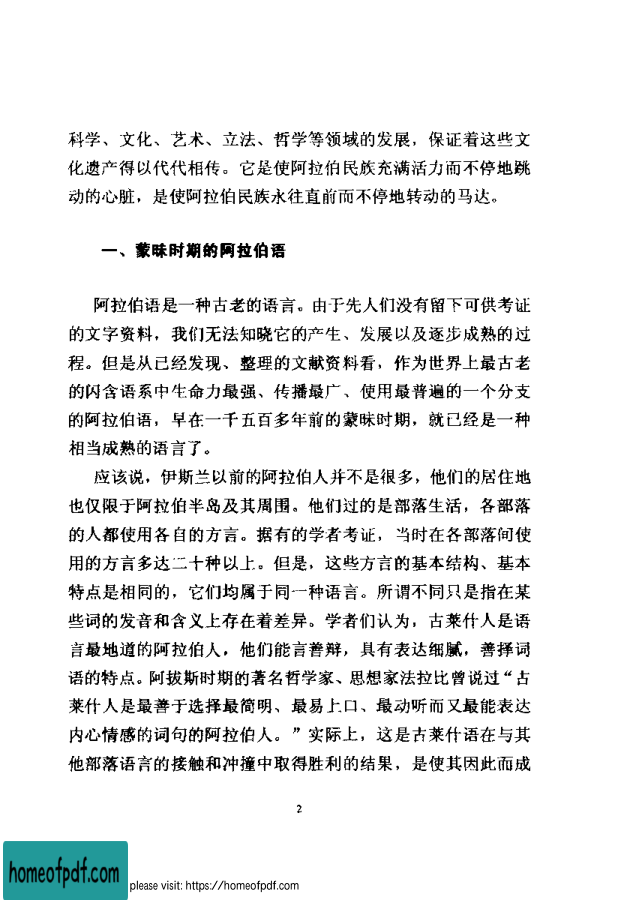 科学、文化、艺术、立法、哲学等领域的发展，保证着这些文
化遗产得以代代相传。它是使阿拉伯民族充满活力而不停地跳
动的心脏，是使阿拉伯民族永往直前而不停地转动的马达。
一、蒙昧时期的阿拉伯语
阿拉伯语是一种古老的语言。由于先人们没有留下可供考证
的文字资料，我们无法知晓它的产生、发展以及逐步成熟的过
程。但是从已经发现、整理的文献资料看，作为世界上最古老
的闪含语系中生命力最强、传播最广、使用最普遍的一个分支
的阿拉伯语，早在一千五百多年前的蒙昧时期，就已经是一种
相当成熟的语言了。
应该说，伊斯兰以前的阿拉伯人并不是很多，他们的居住地
也仅限于阿拉伯半岛及其周围。他们过的是部落生活，各部落
的人都使用各自的方言。据有的学者考证，当时在各部落间使
用的方言多达二十种以上。但是，这些方言的基本结构、基本
特点是相同的，它们均属于同一种语言。所谓不同只是指在某
些词的发音和含义上存在着差异。学者们认为，古莱什人是语
言最地道的阿拉伯人，他们能言善辩，具有表达细腻，善择词
语的特点。阿拔斯时期的著名哲学家、思想家法拉比曾说过“古
莱什人是最善于选择最简明、最易上口、最动听而又最能表达
内心情感的词句的阿拉伯人。”实际上，这是古莱什语在与其
他部落语言的接触和冲撞中取得胜利的结果，是使其因此而成
2
homeofpdf.com
please visit: https://homeofpdf.com